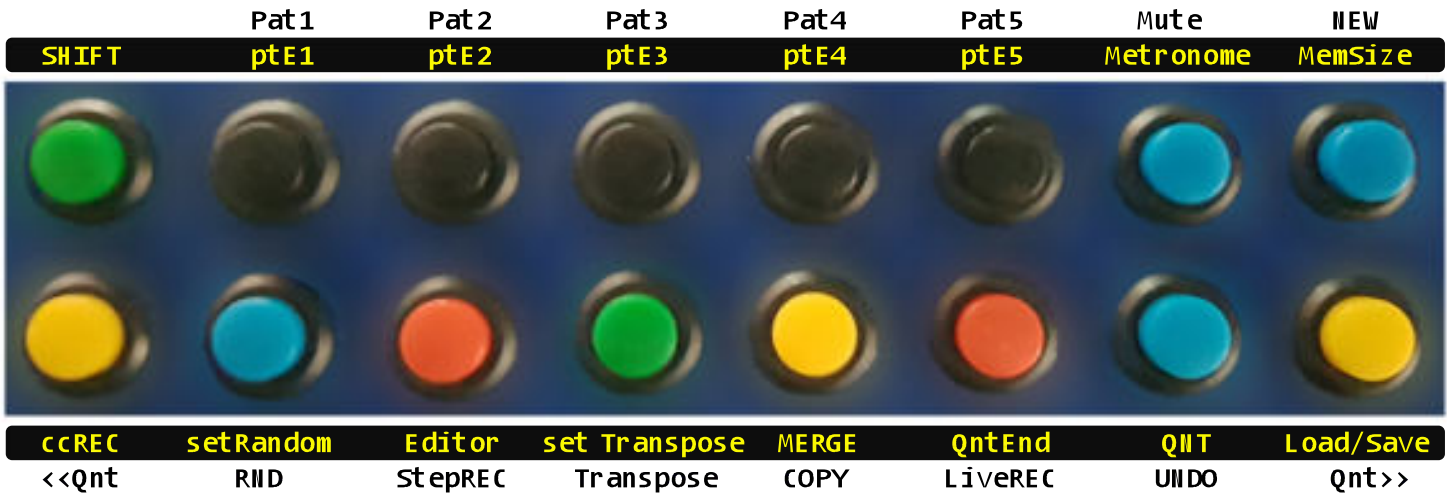 Pat1 Pat2 Pat3 Pat4 Pat5 Mute NEW
SHIFT ptE1 ptE2 ptE3 ptE4 ptE5 Metronome MemSize
ccREC setRandom Editor set Transpose MERGE QntEnd QNT Load/Save
<<Qnt RND StepREC Transpose COPY LiveREC UNDO Qnt>>